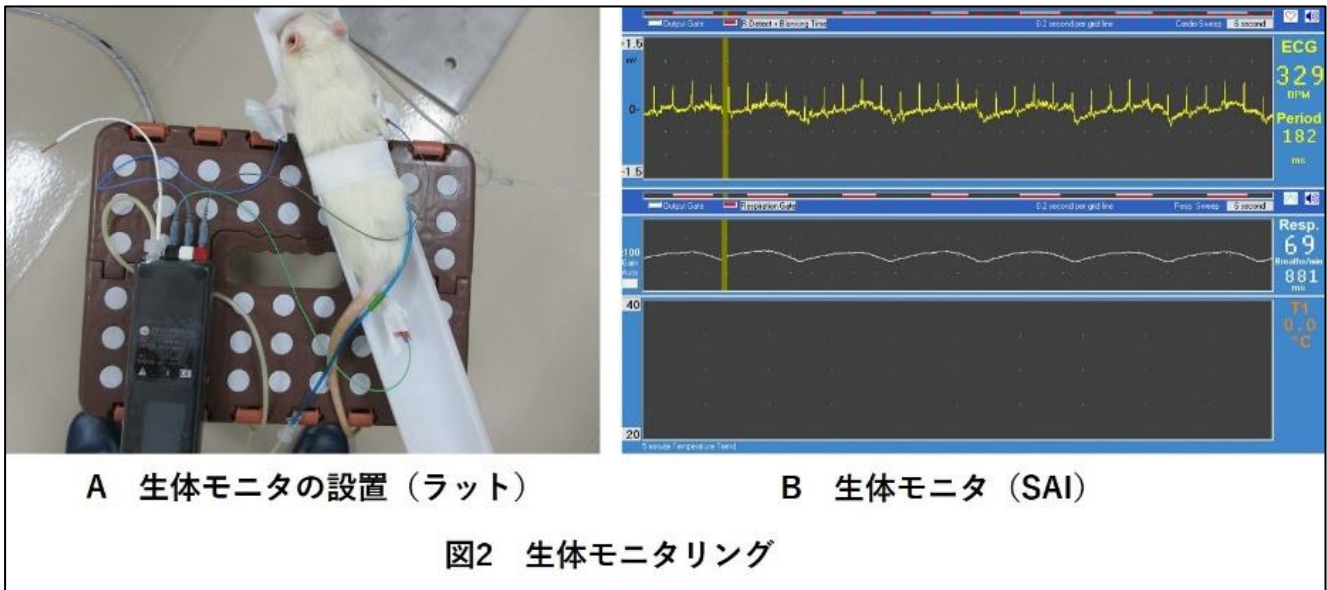 Output Gate
R Detect + Blanking Time
0.2 second per grid line
Cardio Sweep
6 second
+1.5
mV
0-
-1.5
ECG
329
BPM
Period
182
ms
Output Gate
Respiration Gate
0.2 second per grid line
Resp. Sweep
6 second
100
Gain
Auto
Resp.
69
Breaths/min
881
ms
40
20
T1
0.0
°C
5 minute Temperature Trend
A 生体モニタの設置（ラット）
B 生体モニタ（SAI）
図2 生体モニタリング